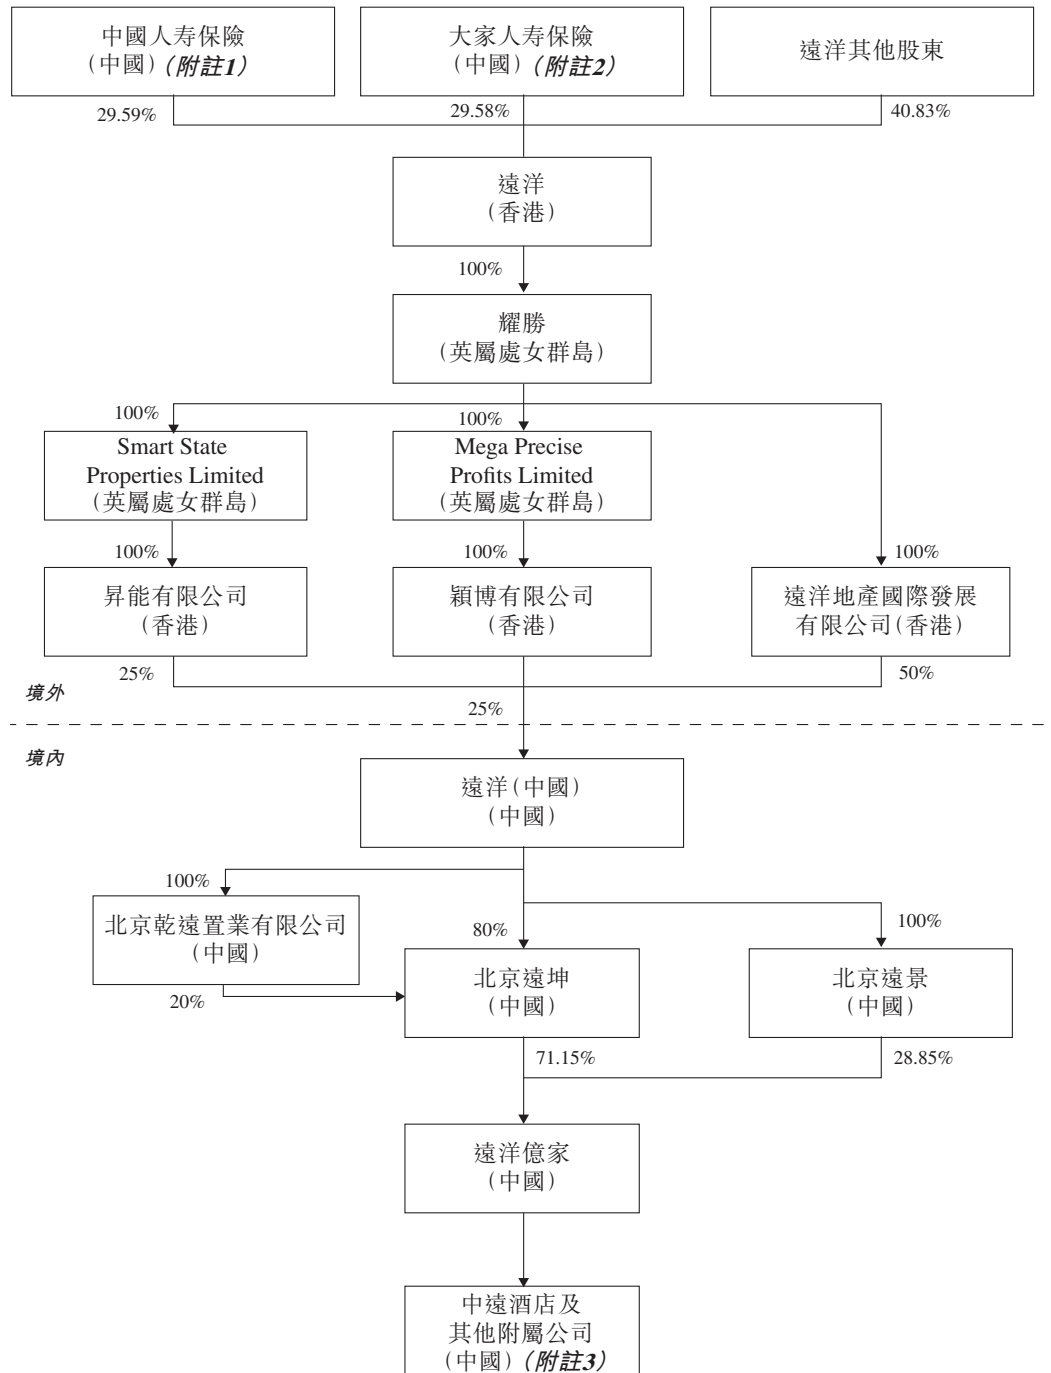 中國人寿保險
(中國)(附註1)
大家人寿保險
(中國)(附註2)
遠洋其他股東
29.59%
29.58%
40.83%
遠洋
(香港)
100%
耀勝
(英屬處女群島)
100%
100%
Smart State
Properties Limited
(英屬處女群島)
Mega Precise
Profits Limited
(英屬處女群島)
100%
100%
100%
昇能有限公司
(香港)
穎博有限公司
(香港)
遠洋地產國際發展
有限公司(香港)
25%
50%
境外
25%
境內
遠洋(中國)
(中國)
100%
北京乾遠置業有限公司
(中國)
80%
100%
20%
北京遠坤
(中國)
北京遠景
(中國)
71.15%
28.85%
遠洋億家
(中國)
中遠酒店及
其他附屬公司
(中國)(附註3)